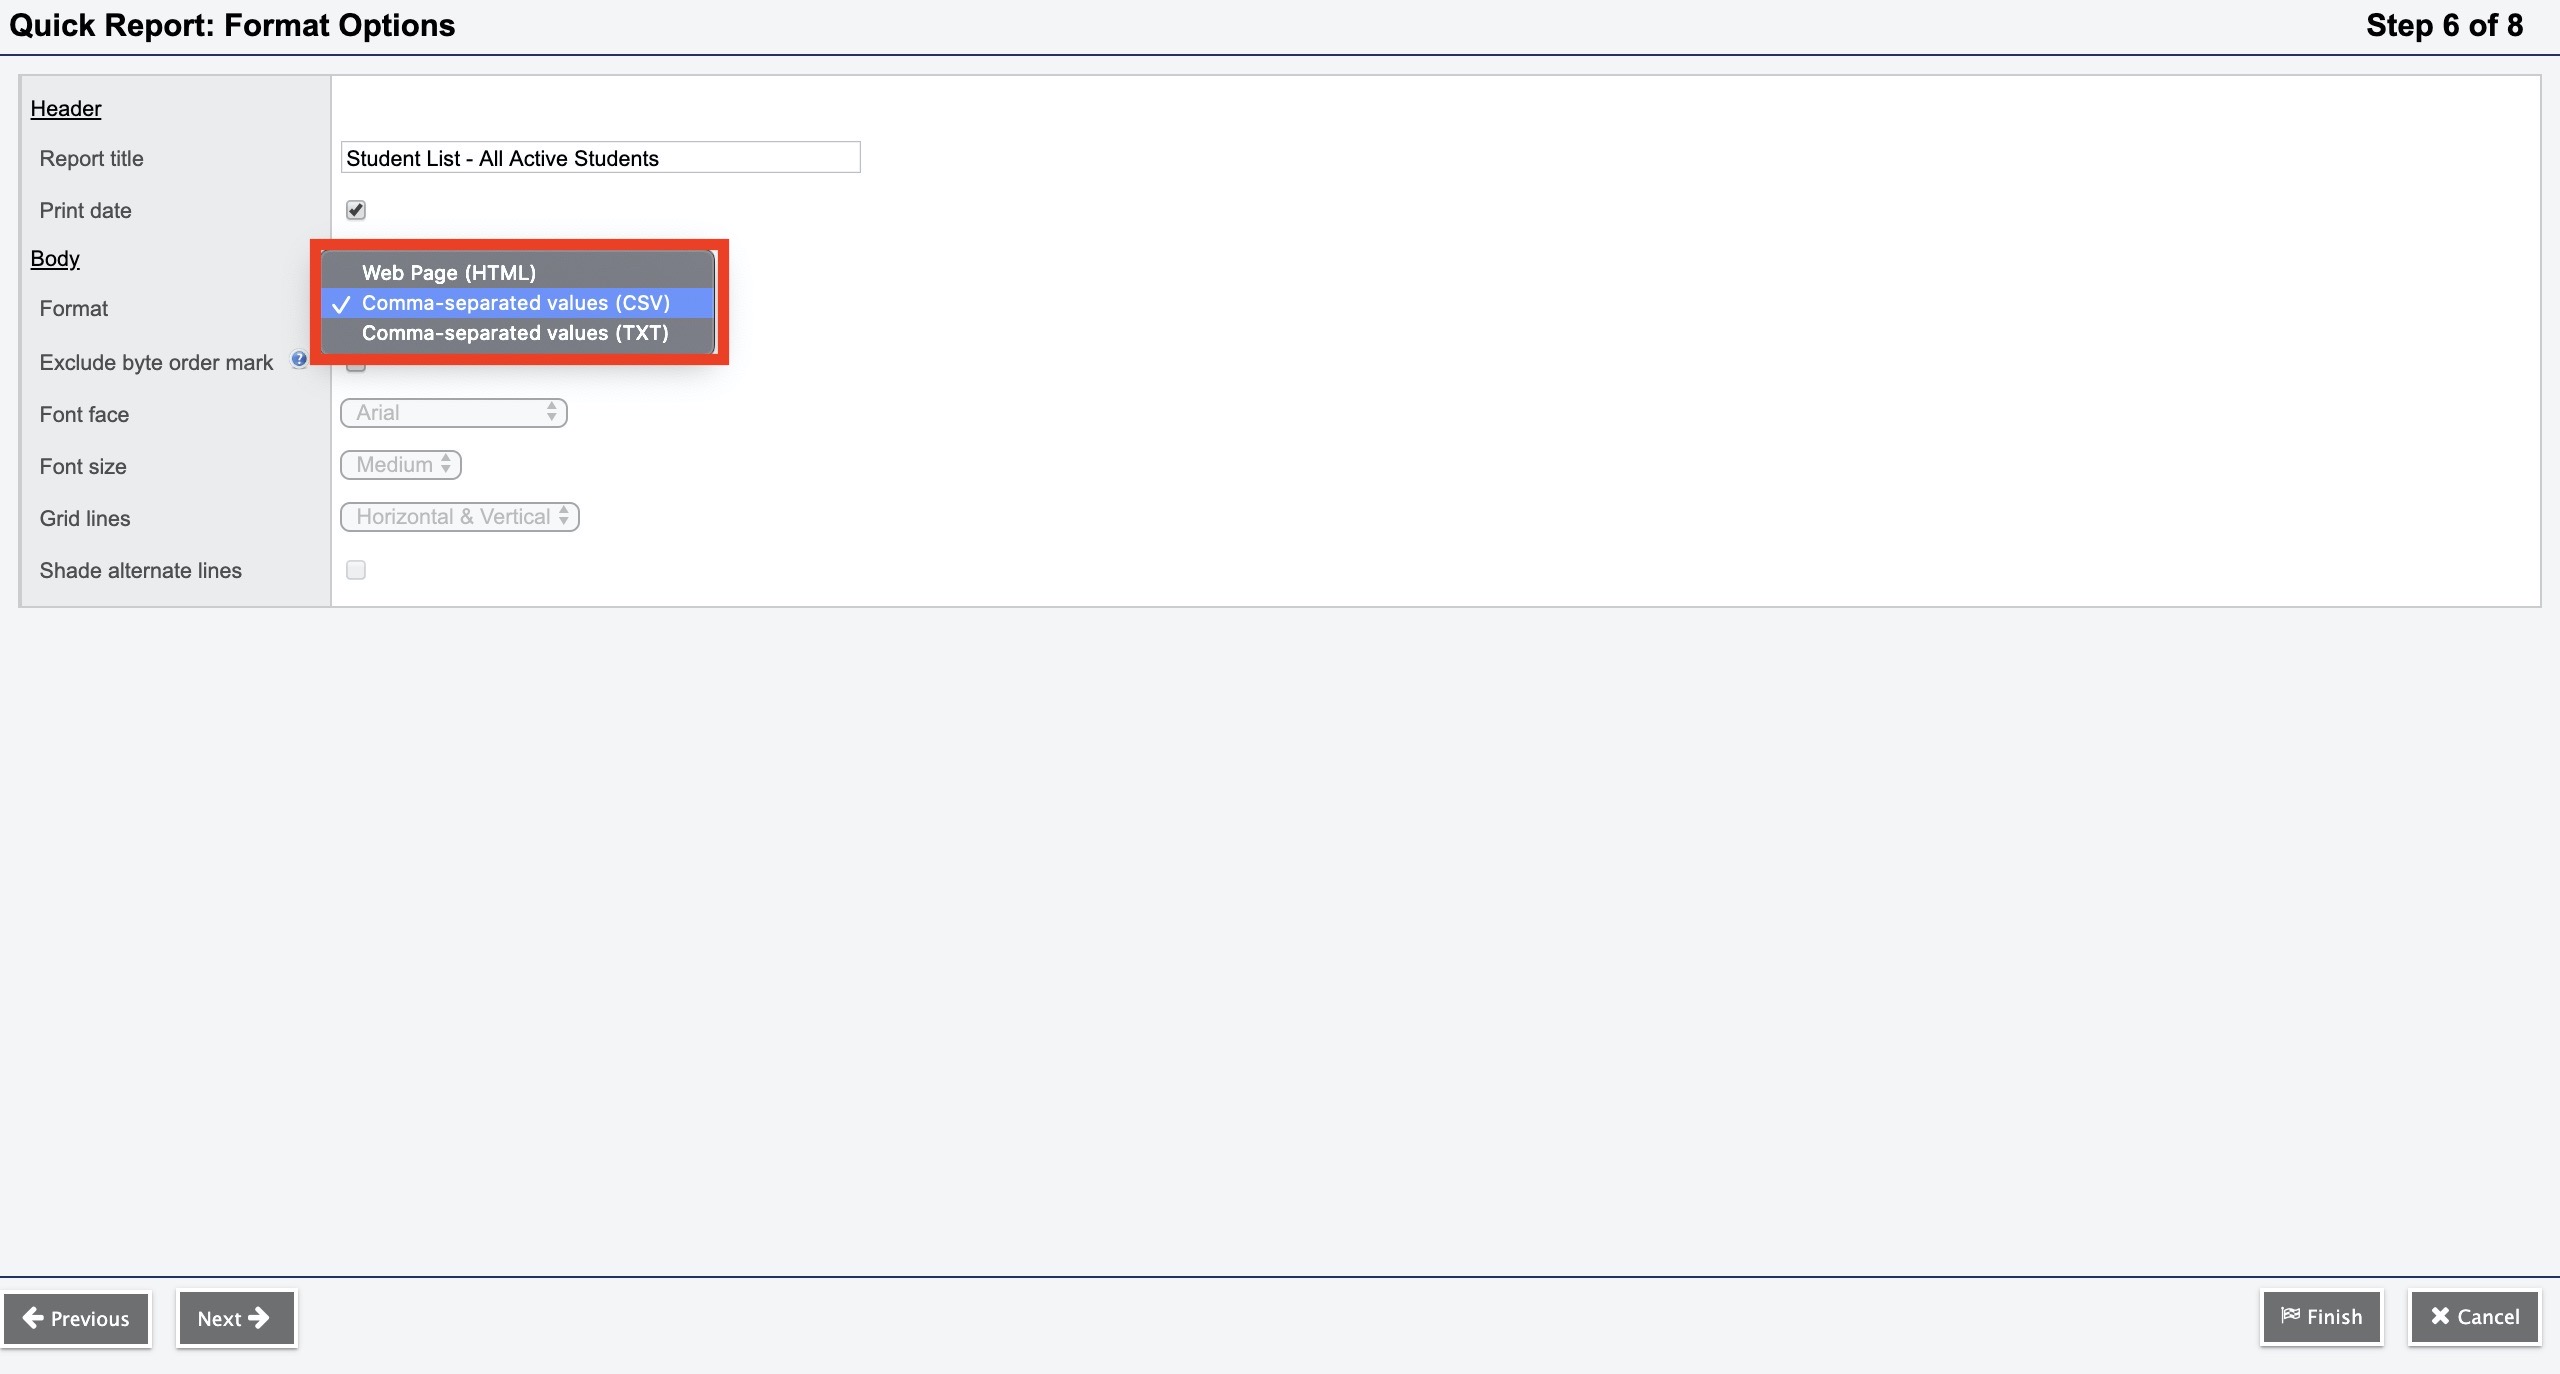 Quick Report: Format Options
Step 6 of 8
Header
Report title
Student List - All Active Students
Print date
Body
Format
Web Page (HTML)
Comma-separated values (CSV)
Comma-separated values (TXT)
Exclude byte order mark ?
Font face
Arial
Font size
Medium
Grid lines
Horizontal & Vertical
Shade alternate lines
Previous
Next
Finish
Cancel